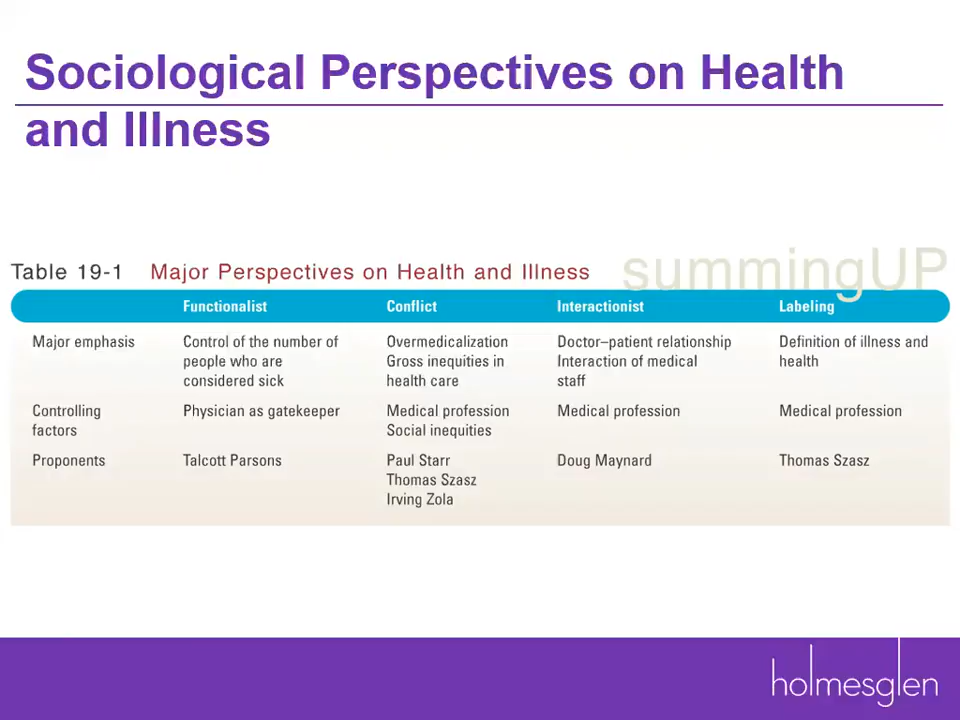 Sociological Perspectives on Health
and Illness
summingUP
Table 19-1 Major Perspectives on Health and Illness
Functionalist Conflict Interactionist Labeling
Major emphasis Control of the number of Overmedicalization Doctor–patient relationship Definition of illness and
people who are Gross inequities in Interaction of medical health
considered sick health care staff
Controlling Physician as gatekeeper Medical profession Medical profession Medical profession
factors Social inequities
Proponents Talcott Parsons Paul Starr Doug Maynard Thomas Szasz
Thomas Szasz
Irving Zola
holmesglen